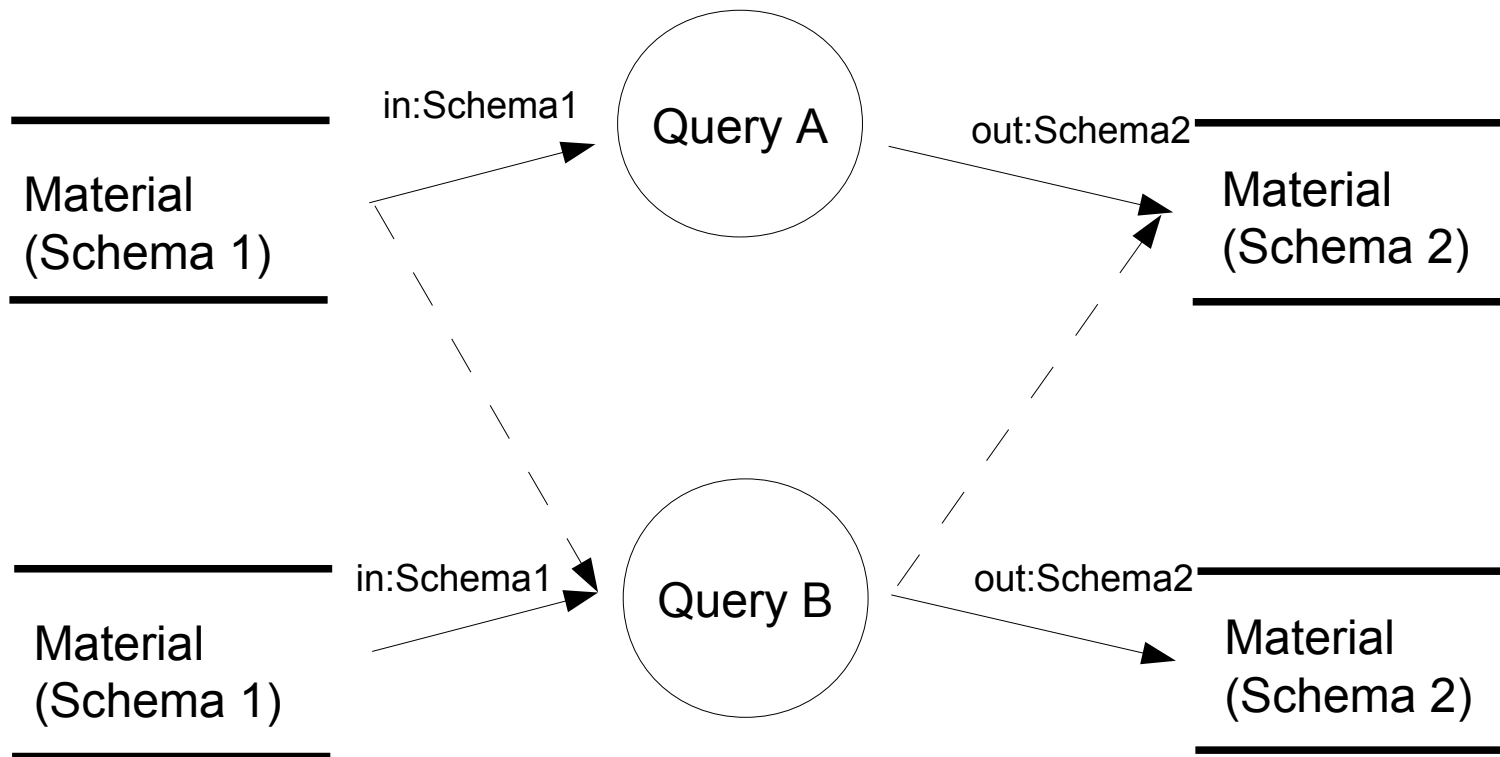 in:Schema1
Query A
out:Schema2
Material
(Schema 1)
Material
(Schema 2)
in:Schema1
Query B
out:Schema2
Material
(Schema 1)
Material
(Schema 2)